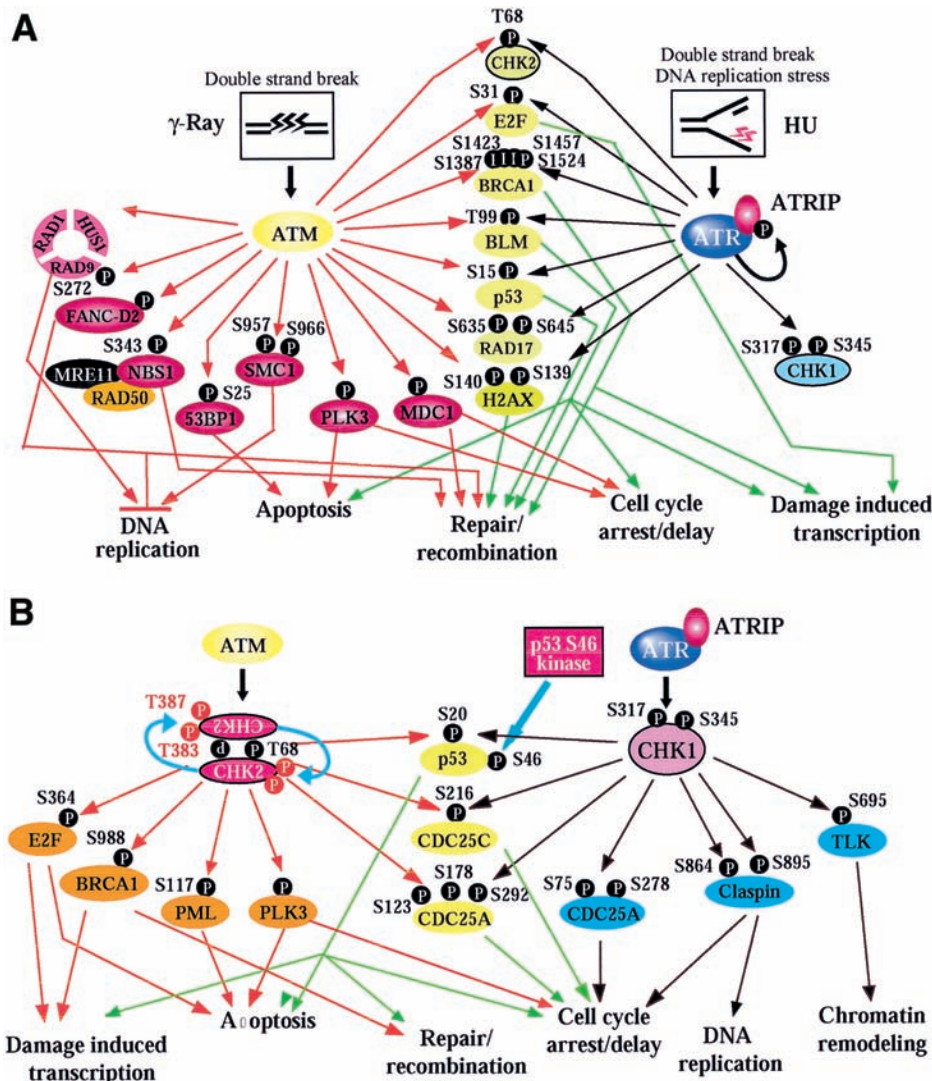 A
T68
P
CHK2
Double strand break
γ-Ray
Double strand break
DNA replication stress
HU
S31
P
E2F
S1423
S1457
S1387
P
S1524
BRCA1
ATM
T99
P
BLM
ATRIP
ATR
P
RAD1
HUS1
RAD9
P
S272
S15
P
p53
FANC-D2
P
S635
P
P
S645
RAD17
S957
S966
P
P
SMC1
S343
P
MRE11
NBS1
RAD50
S317
P
P
S345
CHK1
S140
P
P
S139
H2AX
P
S25
53BP1
P
PLK3
P
MDC1
DNA
replication
Apoptosis
Repair/
recombination
Cell cycle
arrest/delay
Damage induced
transcription
B
ATM
p53 S46
kinase
ATRIP
ATR
T387
P
CHK2
P
T383
P
P
T68
CHK2
P
P
S20
P
p53
P
S46
S317
P
P
S345
CHK1
S364
P
E2F
S988
P
BRCA1
S216
P
CDC25C
S695
P
TLK
S117
P
PML
P
PLK3
S178
S123
P
P
P
S292
CDC25A
S75
P
P
S278
CDC25A
S864
P
P
S895
Claspin
Damage induced
transcription
A optosis
Repair/
recombination
Cell cycle
arrest/delay
DNA
replication
Chromatin
remodeling